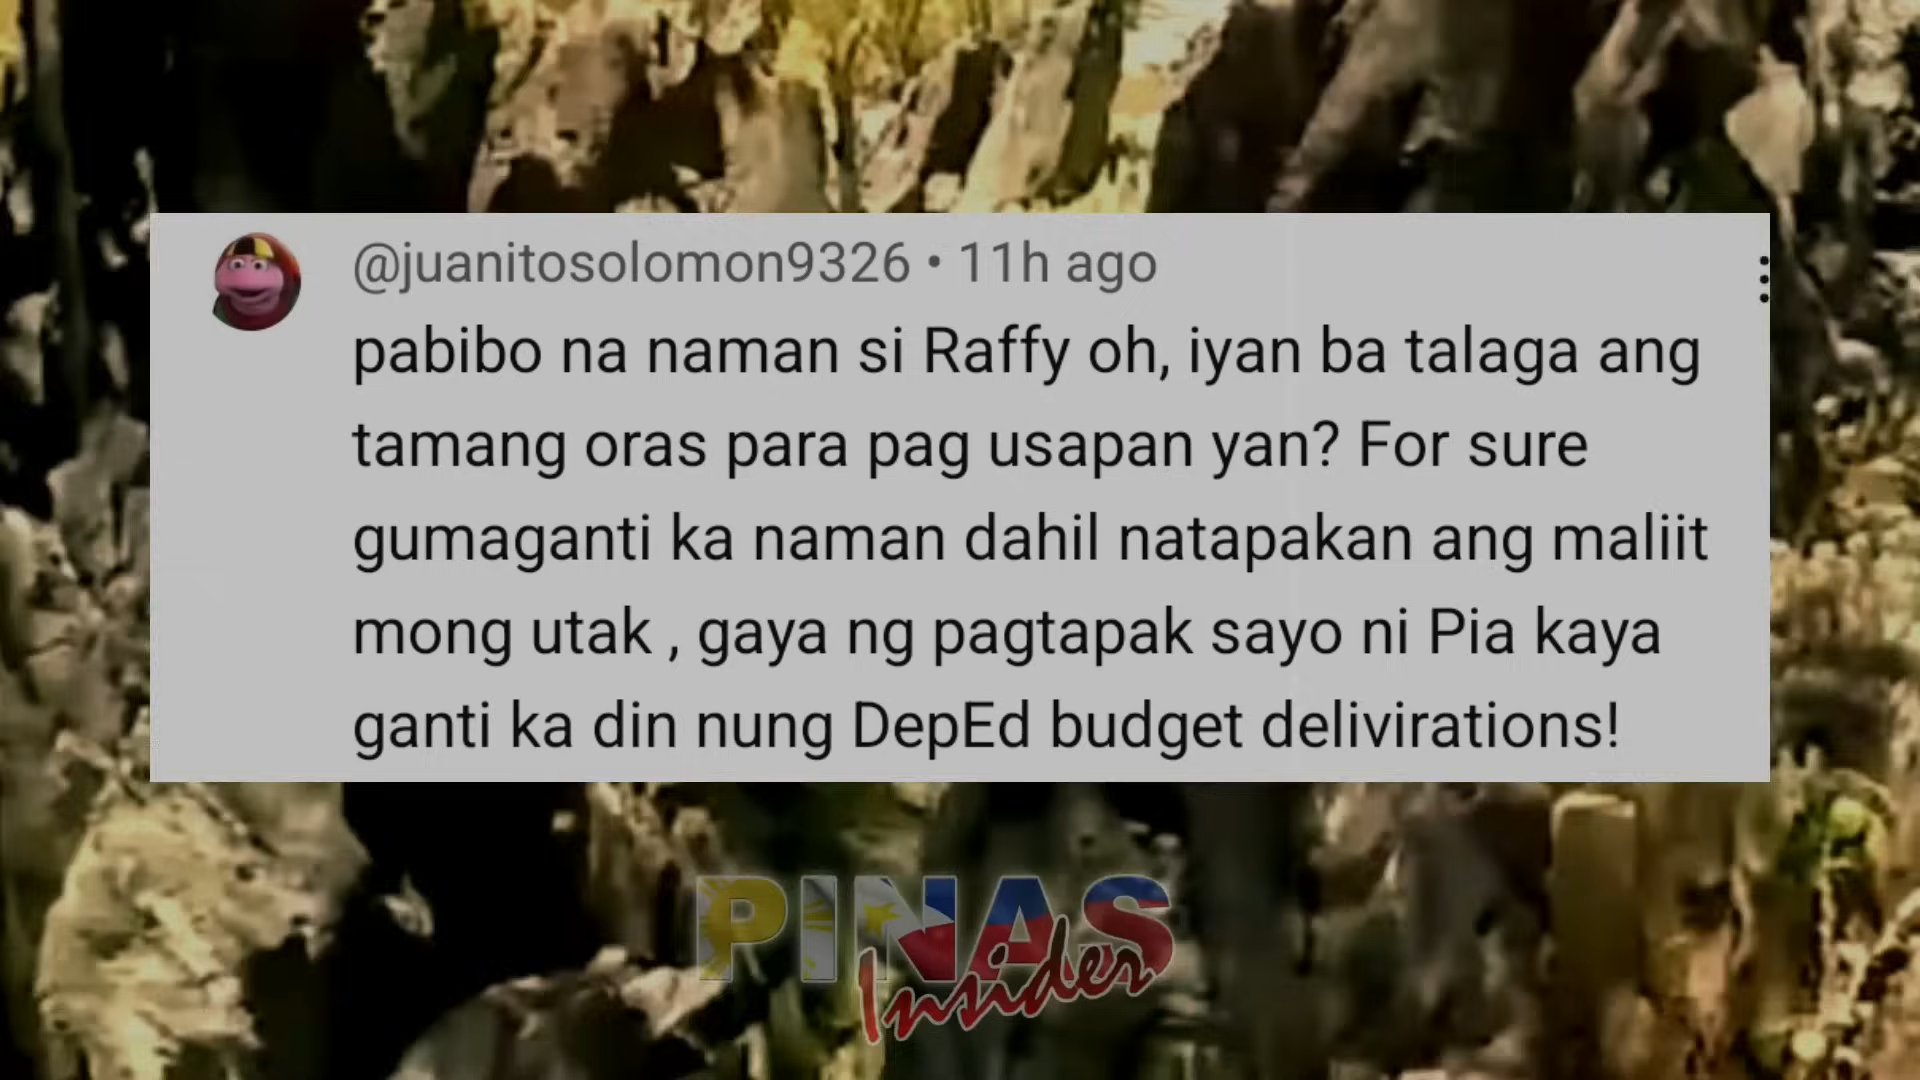 @juanitosolomon9326 • 11h ago
pabibo na naman si Raffy oh, iyan ba talaga ang
tamang oras para pag usapan yan? For sure
gumaganti ka naman dahil natapakan ang maliit
mong utak , gaya ng pagtapak sayo ni Pia kaya
ganti ka din nung DepEd budget delivirations!
PINAS
Insider